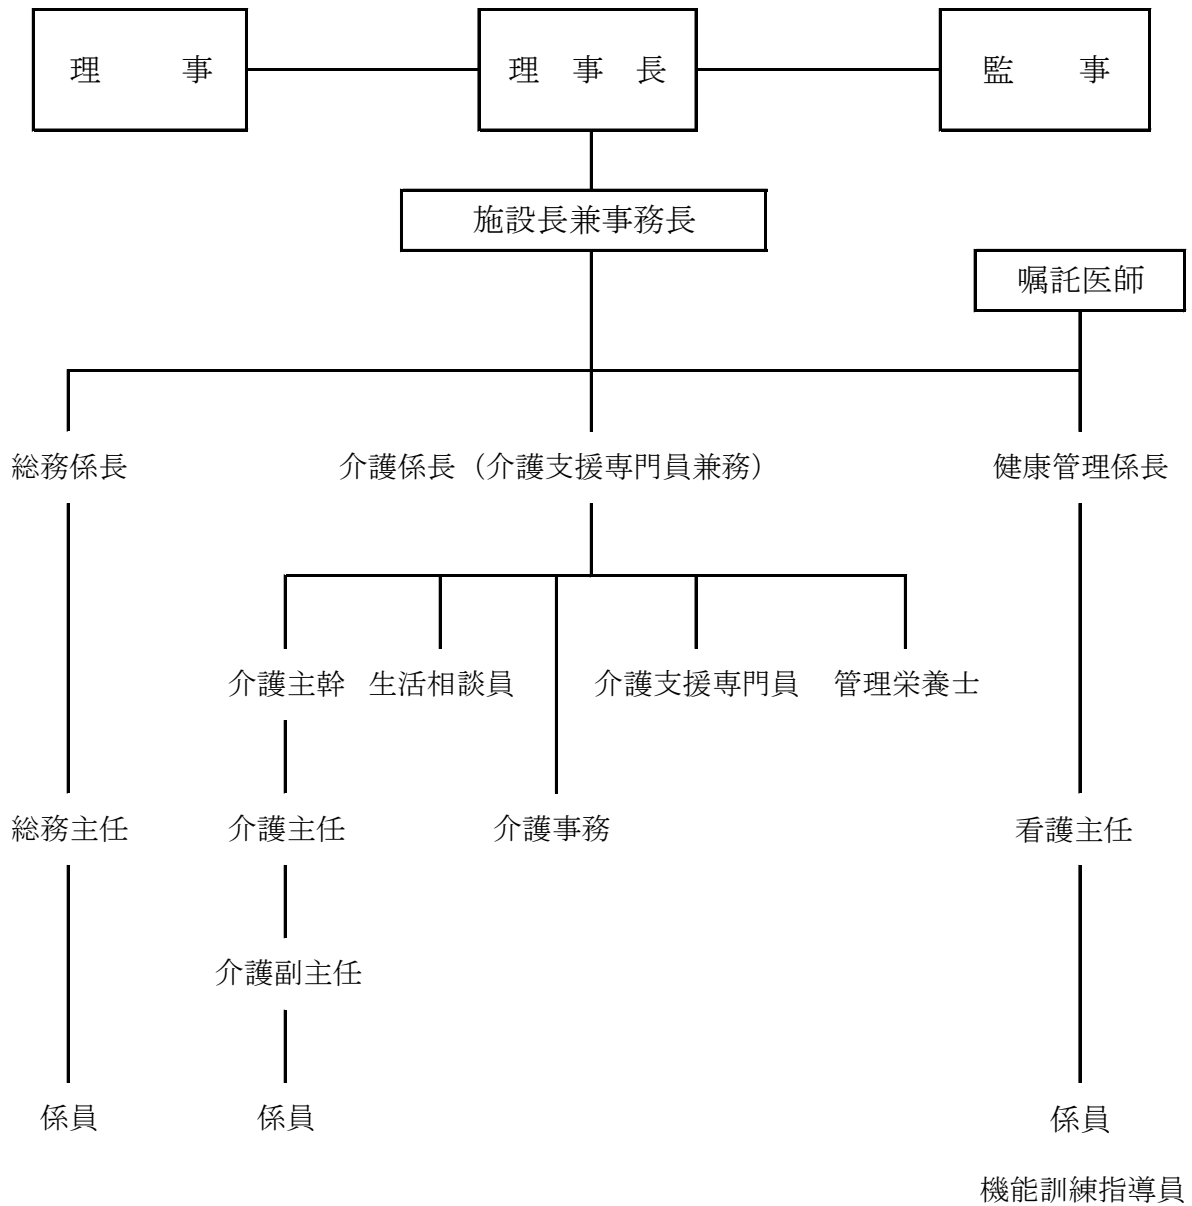 理　　事　理　事　長　監　　事
施設長兼事務長
嘱託医師
総務係長　介護係長（介護支援専門員兼務）　健康管理係長
介護主幹　生活相談員　介護支援専門員　管理栄養士
総務主任　介護主任　介護事務　看護主任
介護副主任
係員　係員　係員
機能訓練指導員